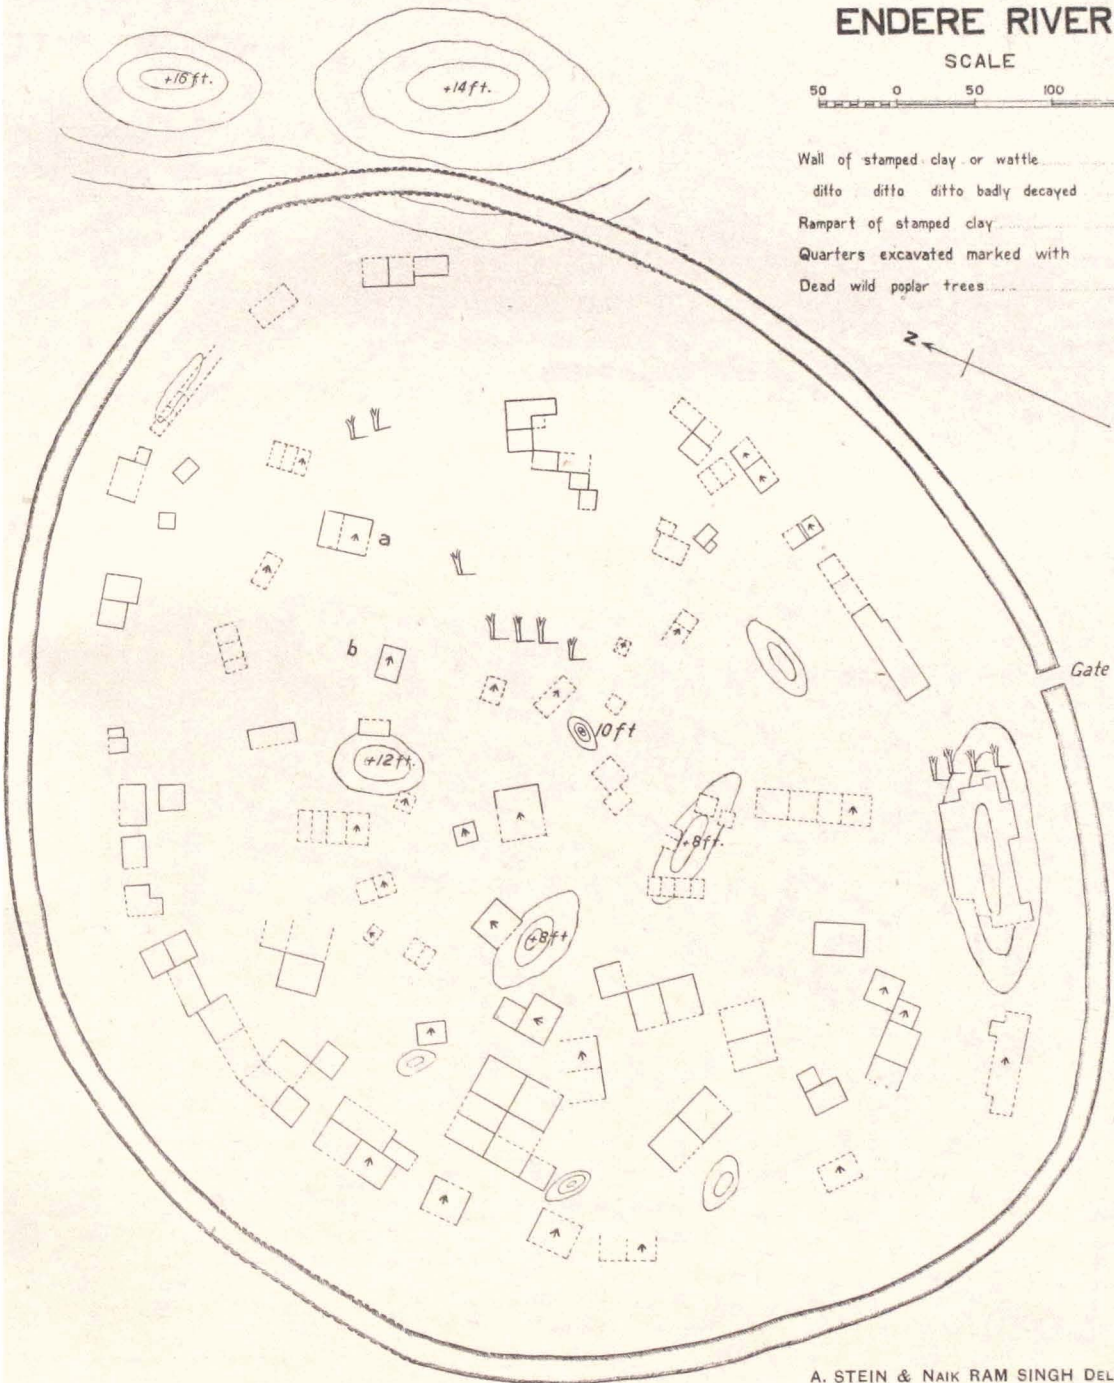 ENDERE RIVER
SCALE
50 0 50 100
Wall of stamped clay or wattle
ditto ditto ditto badly decayed
Rampart of stamped clay
Quarters excavated marked with
Dead wild poplar trees
+16 ft.
+14 ft.
N
a
b
Gate
10 ft
+12 ft.
+8 ft.
+8 ft
A. STEIN & NAIK RAM SINGH DEL